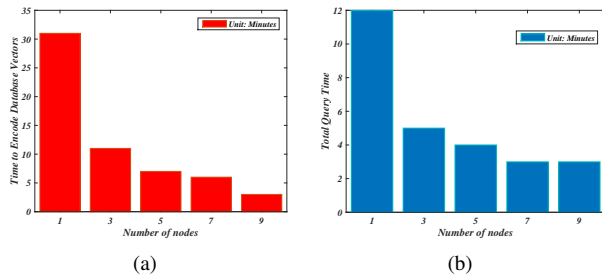 35
30
25
20
15
10
5
0
Time to Encode Database Vectors
Unit: Minutes
1 3 5 7 9
Number of nodes
(a)
12
10
8
6
4
2
0
Total Query Time
Unit: Minutes
1 3 5 7 9
Number of nodes
(b)